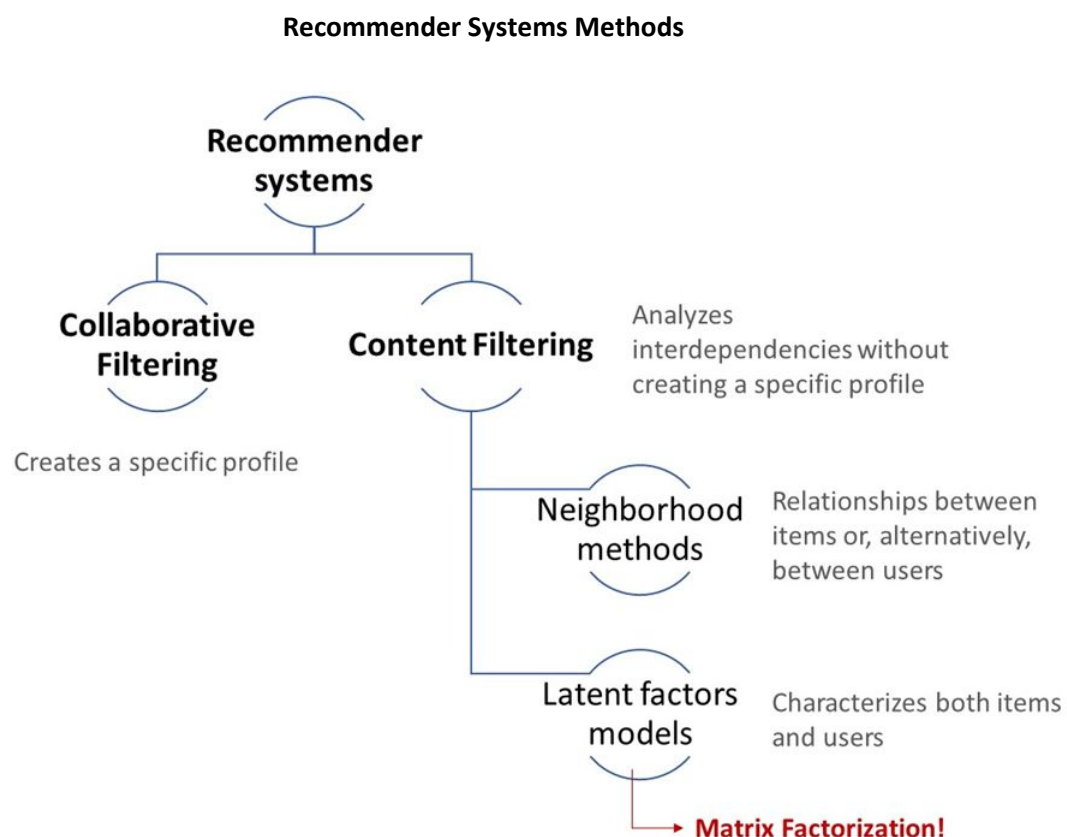 Recommender Systems Methods
Recommender
systems
Collaborative
Filtering
Creates a specific profile
Content Filtering
Analyzes
interdependencies without
creating a specific profile
Neighborhood
methods
Relationships between
items or, alternatively,
between users
Latent factors
models
Characterizes both items
and users
Matrix Factorization!